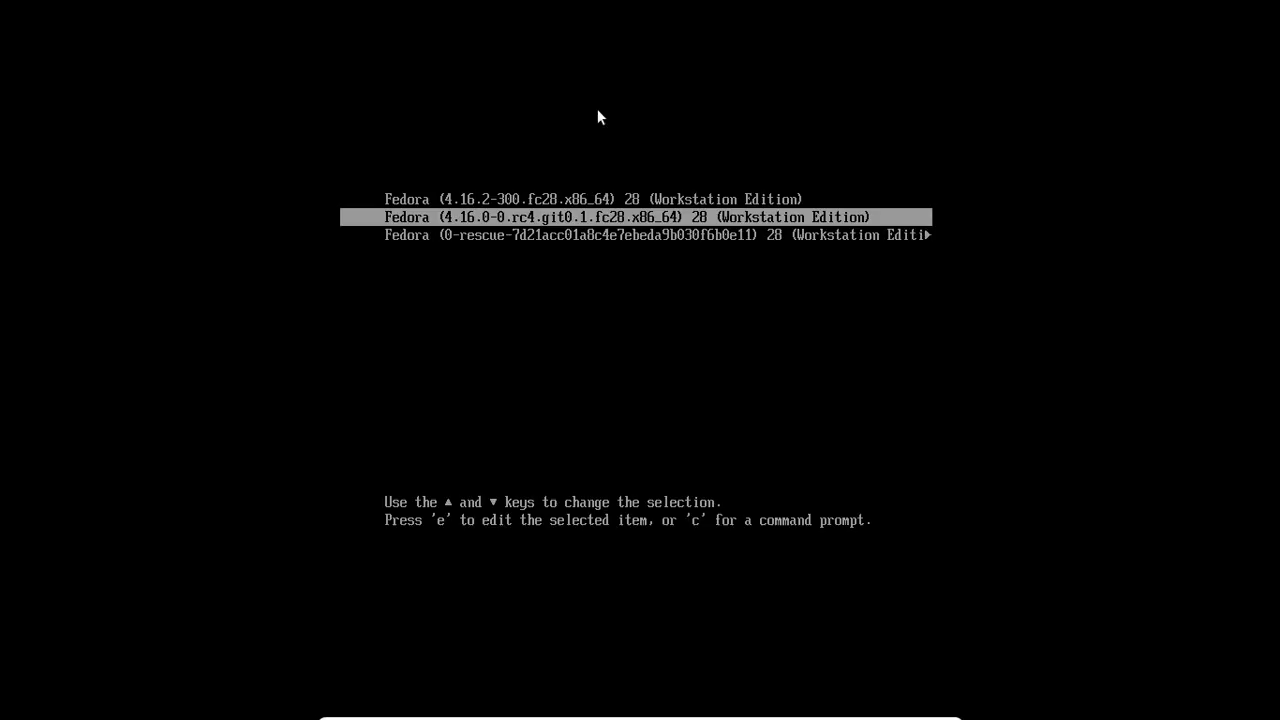 Fedora (4.16.2-300.fc28.x86_64) 28 (Workstation Edition)
Fedora (4.16.0-0.rc4.git0.1.fc28.x86_64) 28 (Workstation Edition)
Fedora (0-rescue-7d21acc01a8c4e7ebeda9b030f6b0e11) 28 (Workstation Editi▶
Use the ▲ and ▼ keys to change the selection.
Press 'e' to edit the selected item, or 'c' for a command prompt.